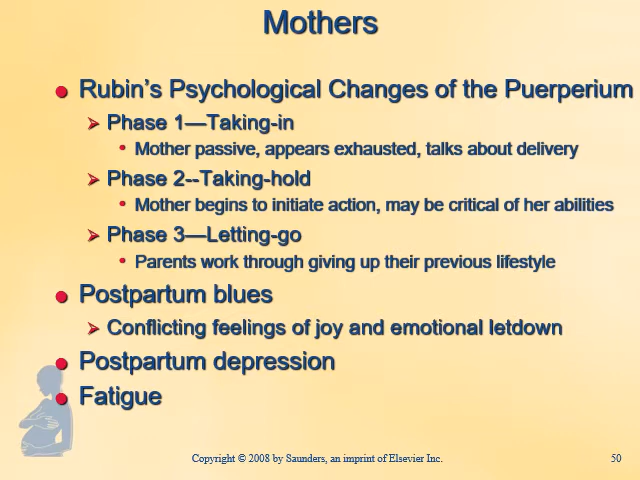 Mothers
Rubin's Psychological Changes of the Puerperium
Phase 1—Taking-in
Mother passive, appears exhausted, talks about delivery
Phase 2--Taking-hold
Mother begins to initiate action, may be critical of her abilities
Phase 3—Letting-go
Parents work through giving up their previous lifestyle
Postpartum blues
Conflicting feelings of joy and emotional letdown
Postpartum depression
Fatigue
Copyright © 2008 by Saunders, an imprint of Elsevier Inc.
50